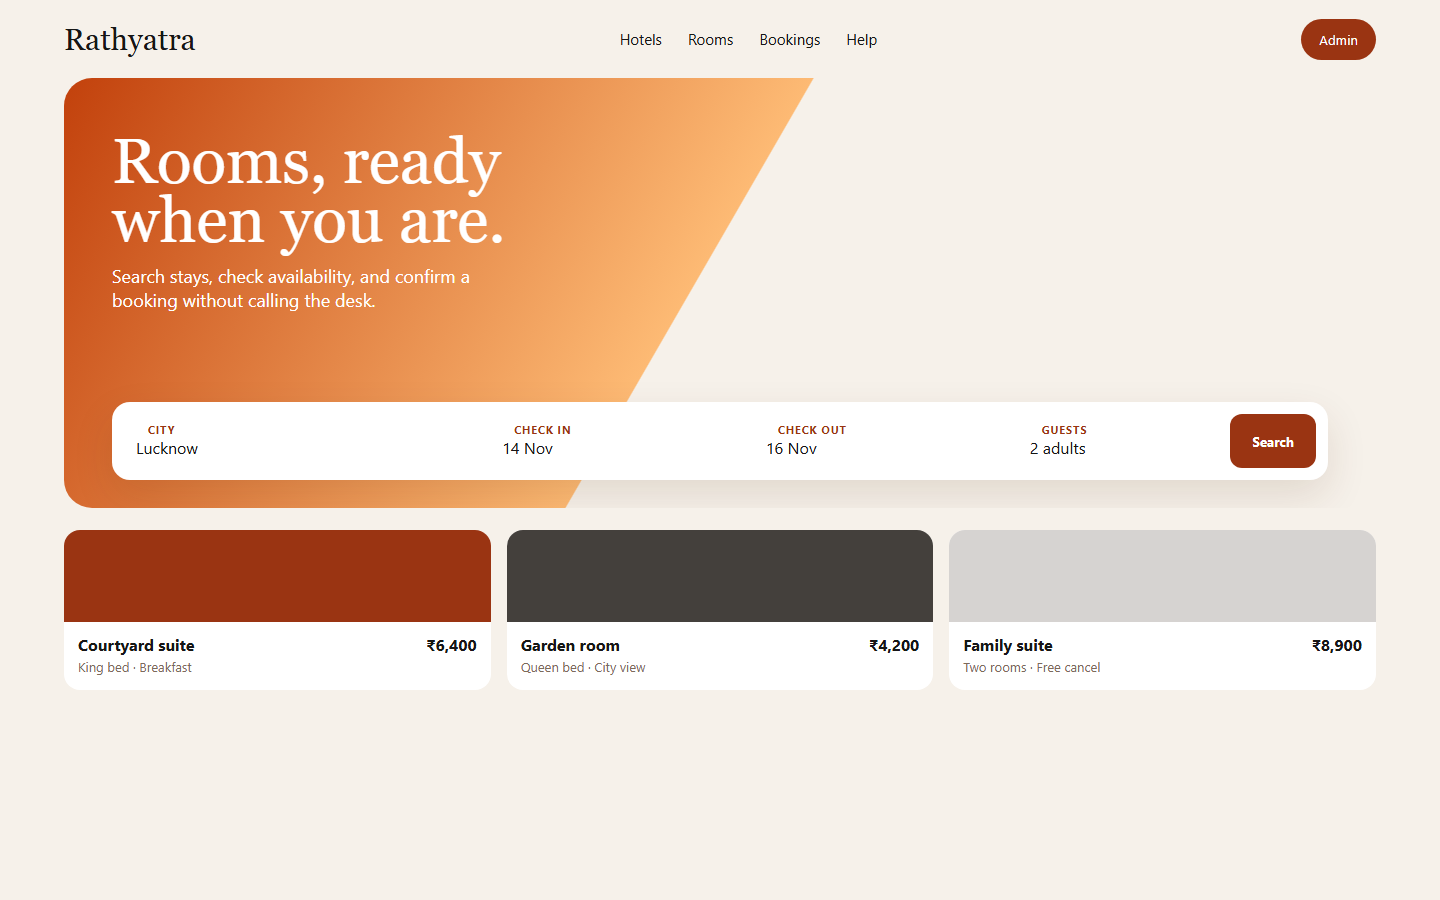 Rathyatra
Hotels
Rooms
Bookings
Help
Admin
Rooms, ready
when you are.
Search stays, check availability, and confirm a
booking without calling the desk.
CITY
Lucknow
CHECK IN
14 Nov
CHECK OUT
16 Nov
GUESTS
2 adults
Search
Courtyard suite
₹6,400
King bed · Breakfast
Garden room
₹4,200
Queen bed · City view
Family suite
₹8,900
Two rooms · Free cancel